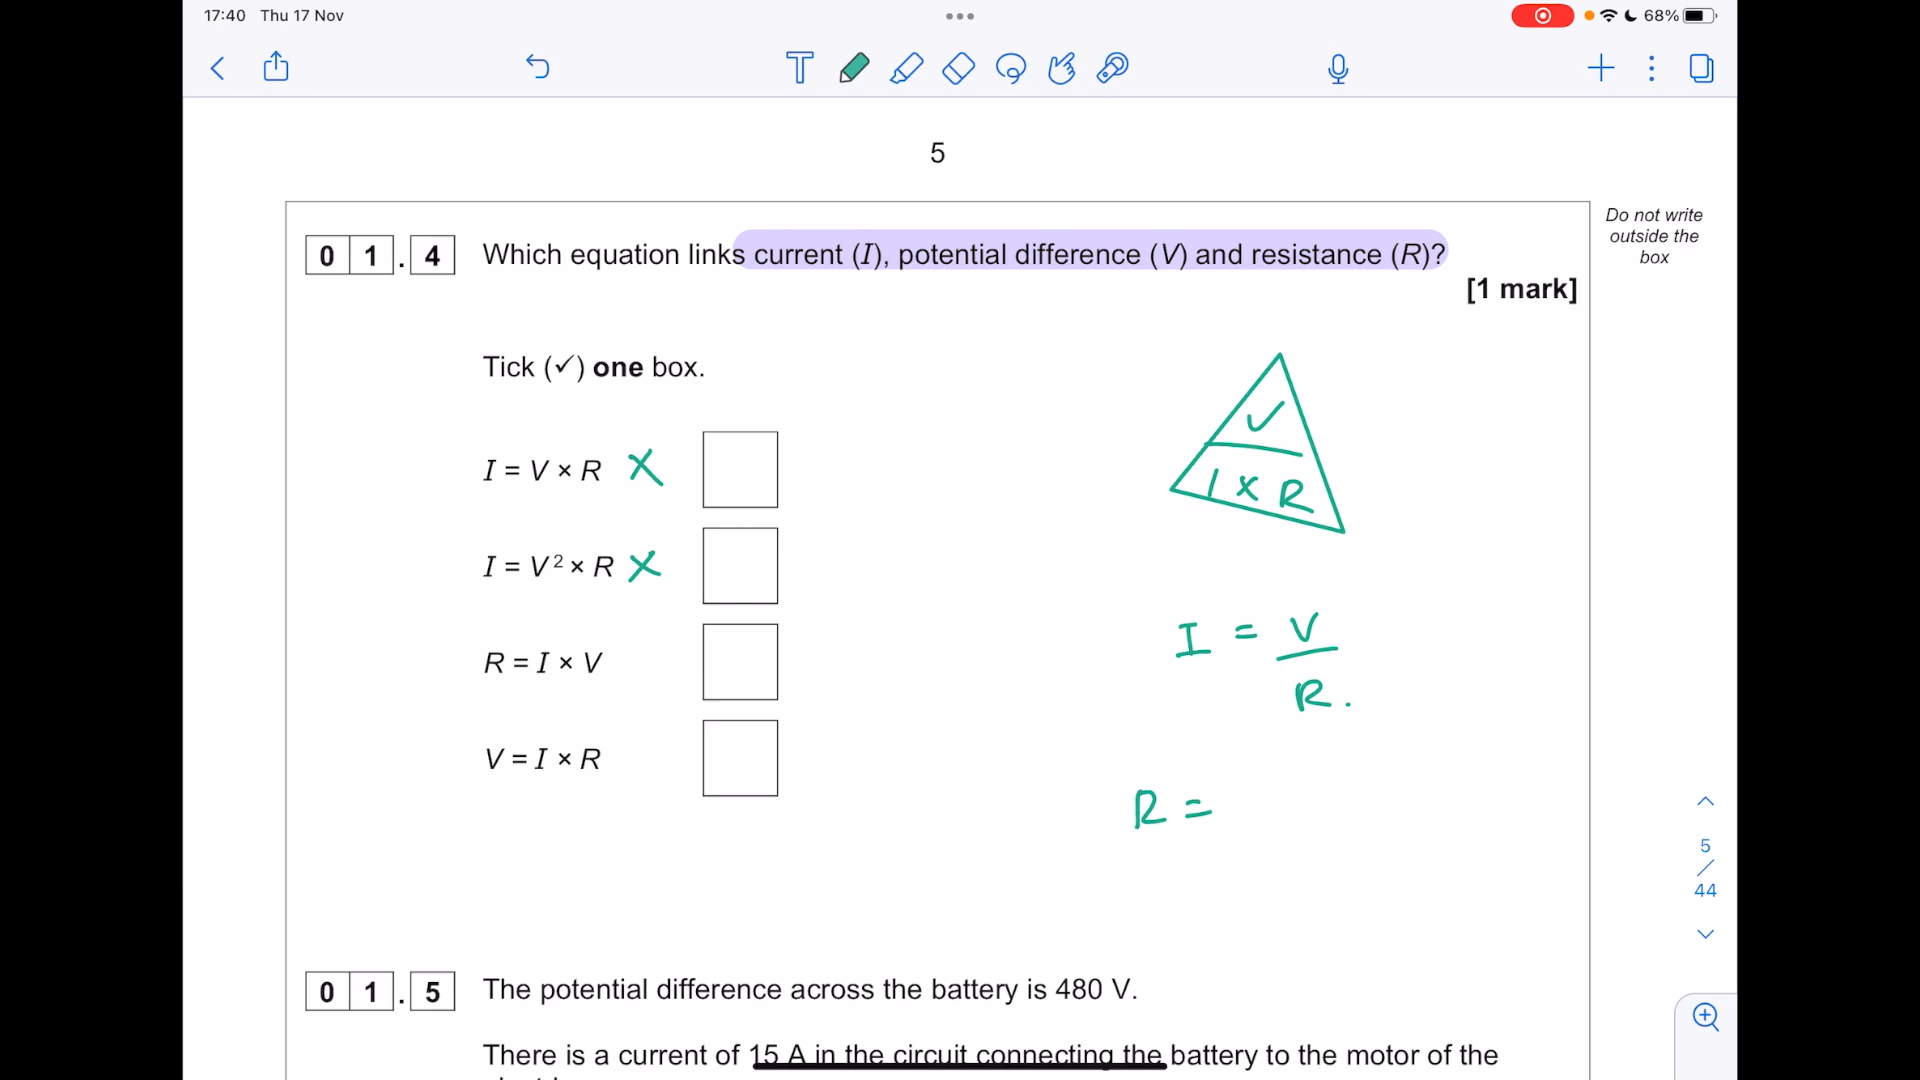 17:40 Thu 17 Nov
68%
5
Do not write
outside the
box
0 1 . 4 Which equation links current (I), potential difference (V) and resistance (R)?
[1 mark]
Tick (✓) one box.
V
I × R
I = V × R X
I = V² × R X
I = V
R.
R = I × V
V = I × R
R =
5
/
44
0 1 . 5 The potential difference across the battery is 480 V.
There is a current of 15 A in the circuit connecting the battery to the motor of the